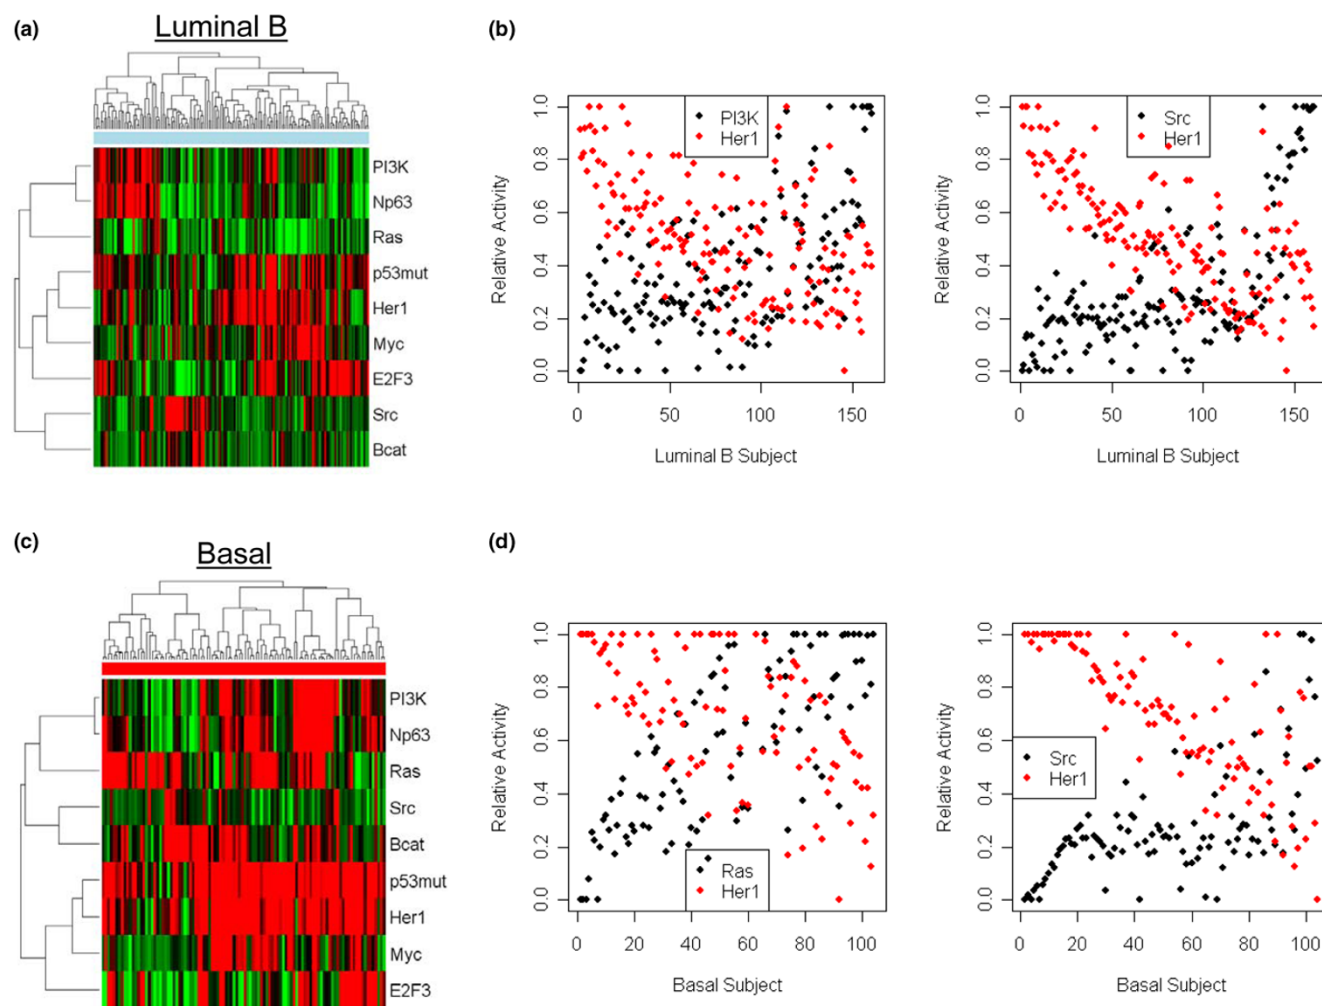 (a)
Luminal B
PI3K
Np63
Ras
p53mut
Her1
Myc
E2F3
Src
Bcat
(b)
Relative Activity
1.0
0.8
0.6
0.4
0.2
0.0
PI3K
Her1
0 50 100 150
Luminal B Subject
Relative Activity
1.0
0.8
0.6
0.4
0.2
0.0
Src
Her1
0 50 100 150
Luminal B Subject
(c)
Basal
PI3K
Np63
Ras
Src
Bcat
p53mut
Her1
Myc
E2F3
(d)
Relative Activity
1.0
0.8
0.6
0.4
0.2
0.0
Ras
Her1
0 20 40 60 80 100
Basal Subject
Relative Activity
1.0
0.8
0.6
0.4
0.2
0.0
Src
Her1
0 20 40 60 80 100
Basal Subject